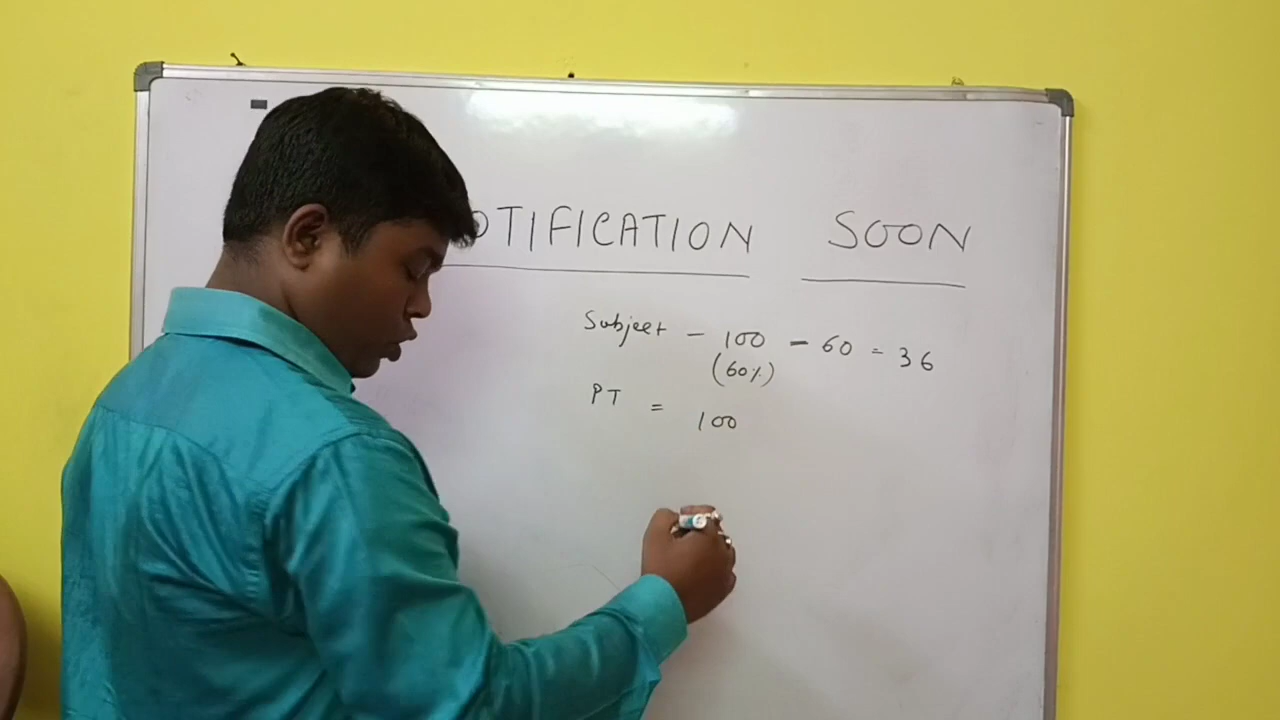 OTIFICATION SOON
Subject - 100 - 60 = 36
(60%)
PT = 100